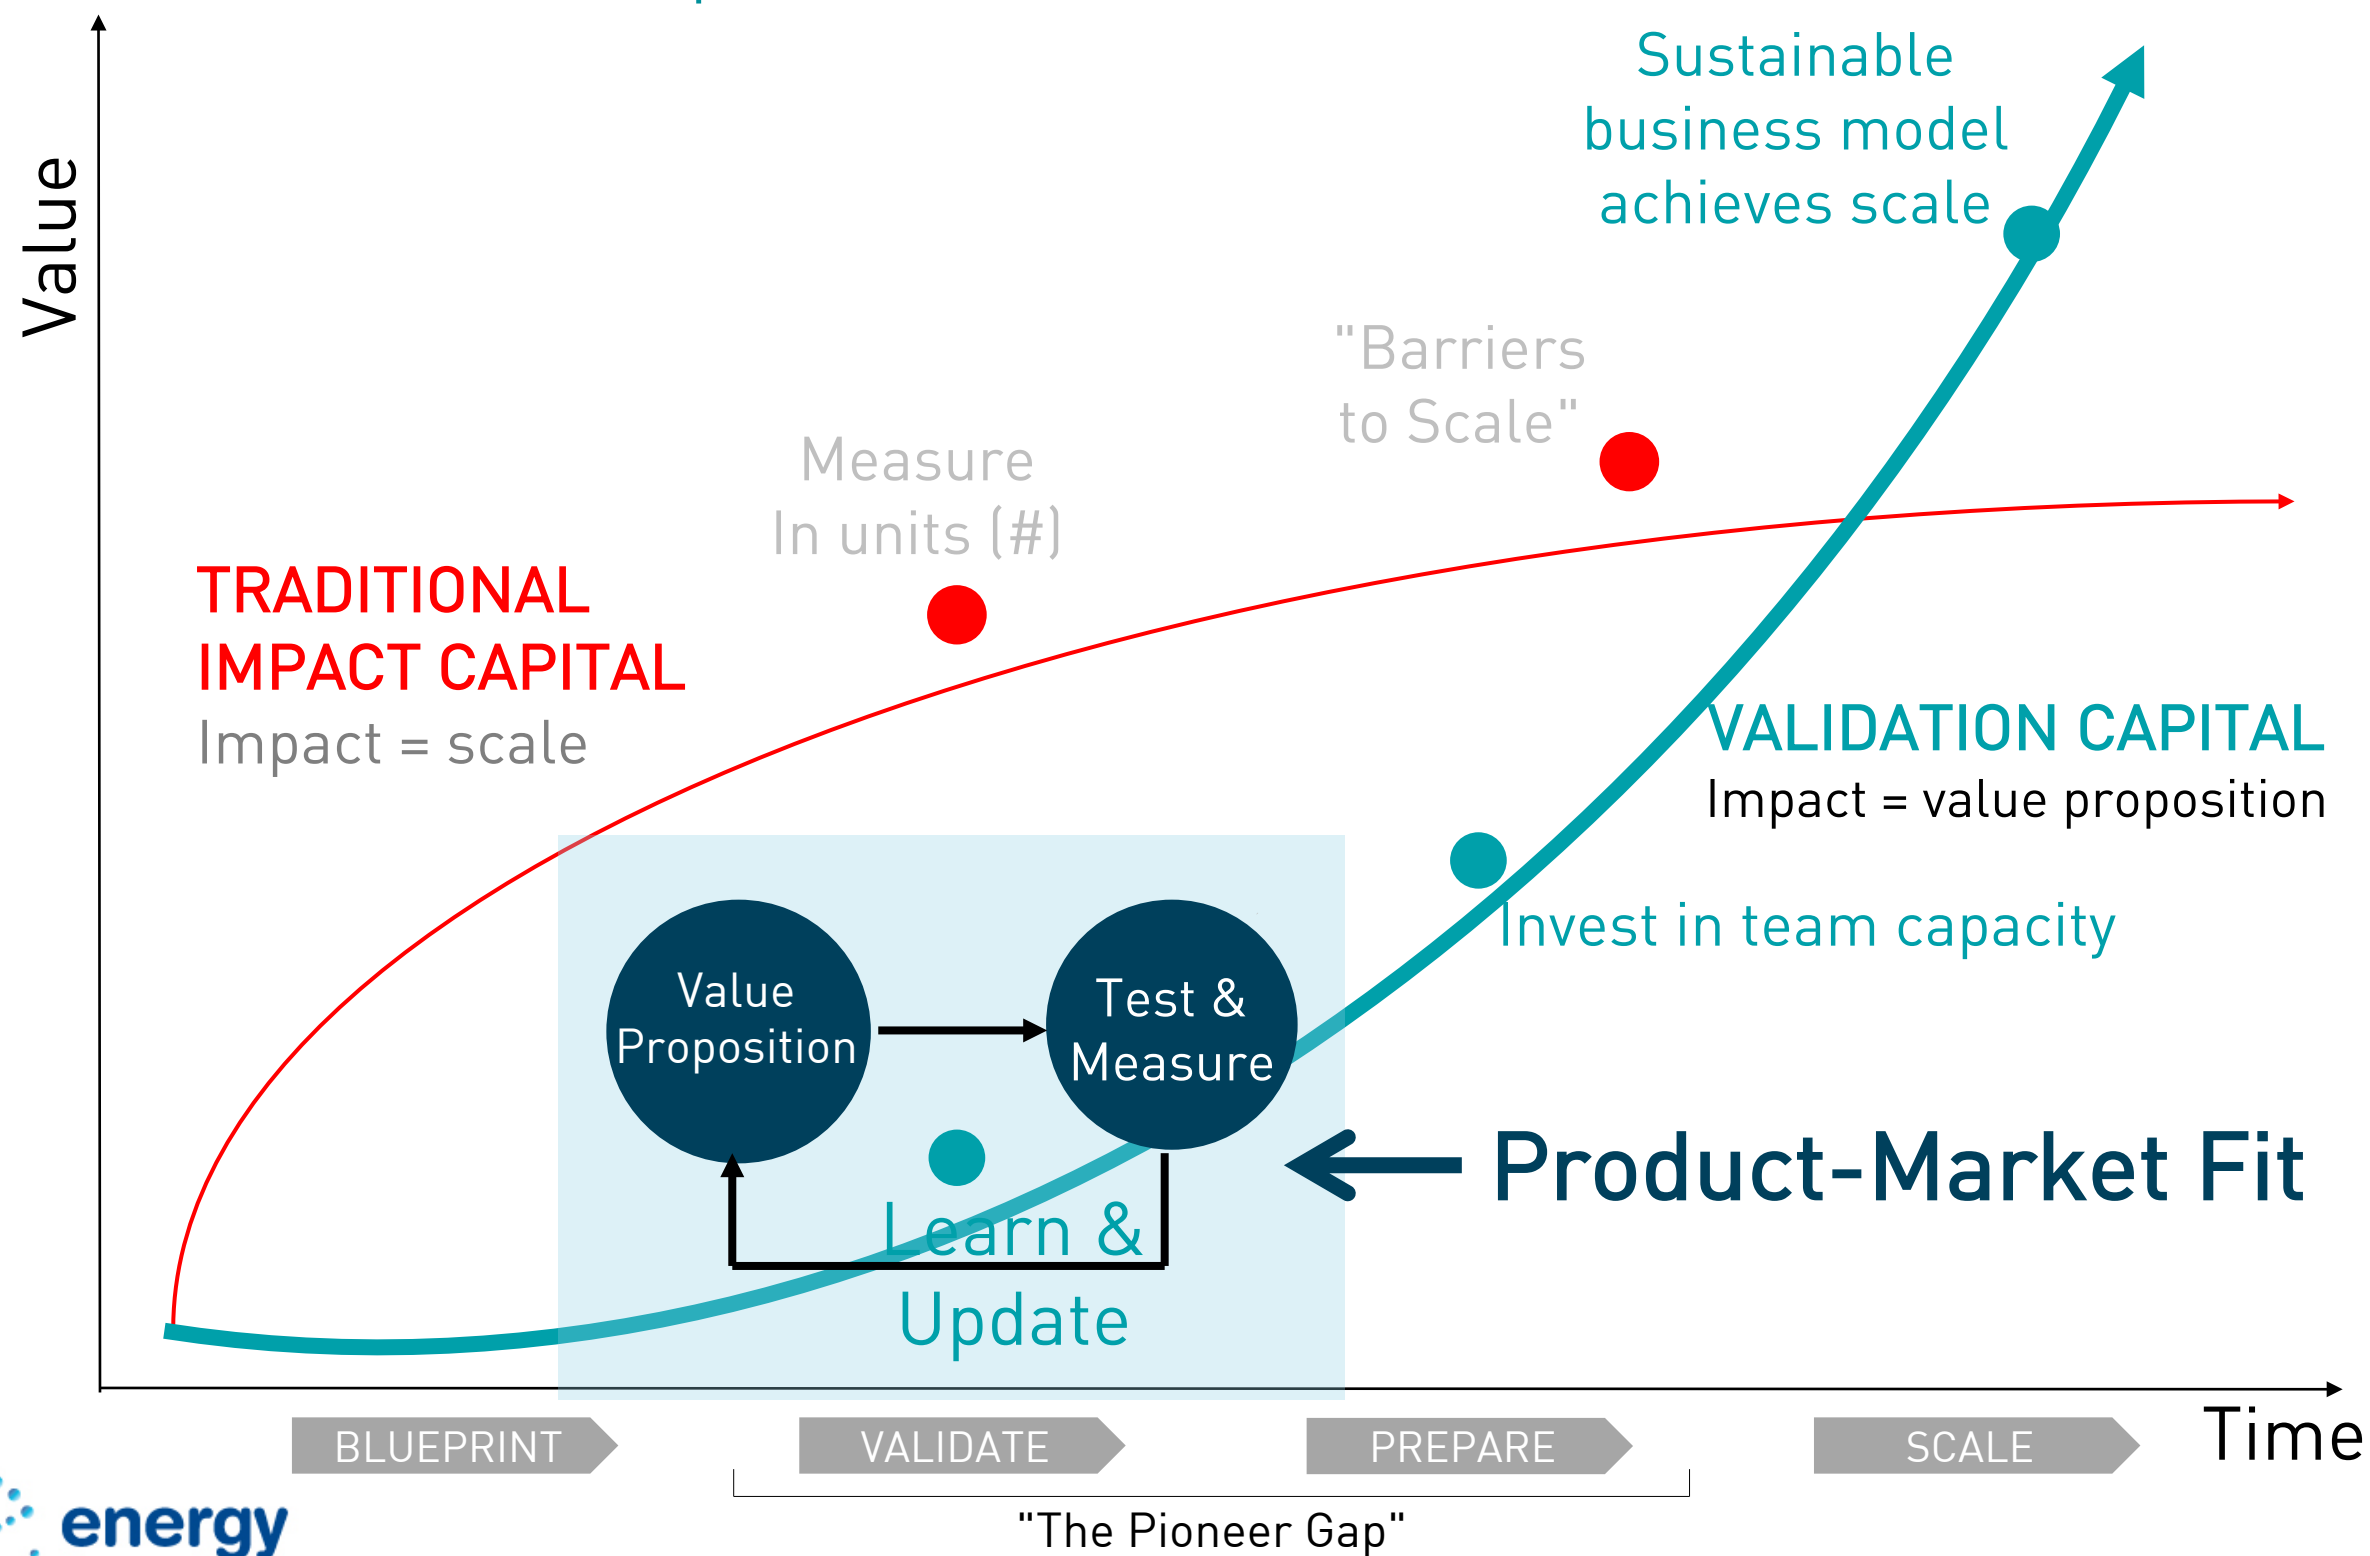 Value
Sustainable
business model
achieves scale
"Barriers
to Scale"
Measure
In units (#)
TRADITIONAL
IMPACT CAPITAL
Impact = scale
VALIDATION CAPITAL
Impact = value proposition
Invest in team capacity
Value
Proposition
Test &
Measure
Learn &
Update
Product-Market Fit
Time
BLUEPRINT
VALIDATE
PREPARE
SCALE
"The Pioneer Gap"
energy